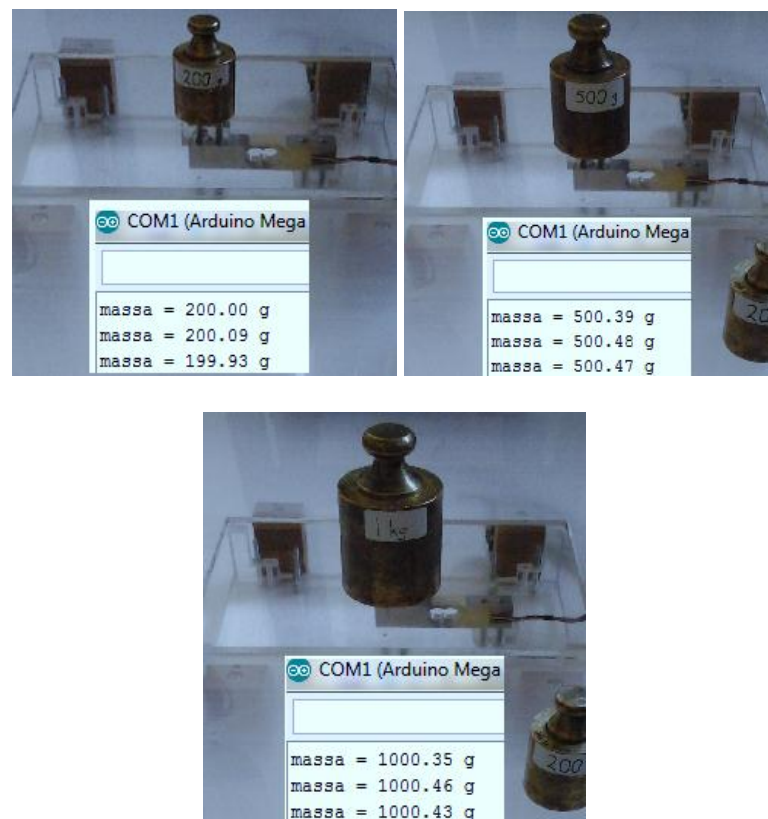 200 g
COM1 (Arduino Mega
massa = 200.00 g
massa = 200.09 g
massa = 199.93 g
500 g
COM1 (Arduino Mega
massa = 500.39 g
massa = 500.48 g
massa = 500.47 g
20
1 kg
COM1 (Arduino Mega
massa = 1000.35 g
massa = 1000.46 g
massa = 1000.43 g
200